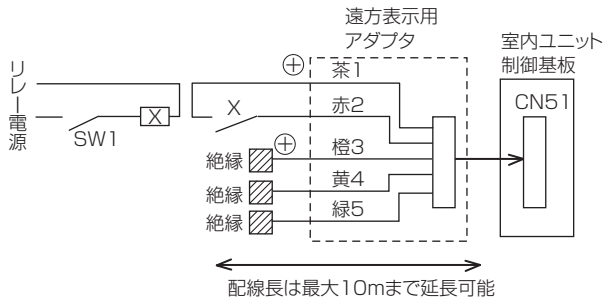 遠方表示用
アダプタ
室内ユニット
制御基板
リレー電源
SW1
X
X
⊕ 茶1
赤2
⊕ 橙3
黄4
緑5
絶縁
絶縁
絶縁
CN51
配線長は最大10mまで延長可能